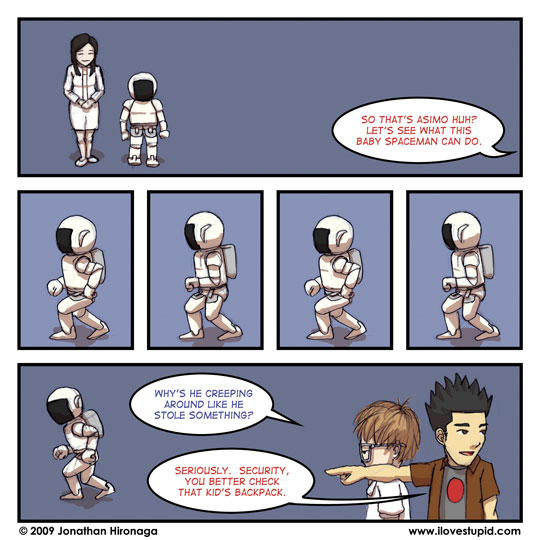 SO THAT'S ASIMO HUH?
LET'S SEE WHAT THIS
BABY SPACEMAN CAN DO.
WHY'S HE CREEPING
AROUND LIKE HE
STOLE SOMETHING?
SERIOUSLY. SECURITY,
YOU BETTER CHECK
THAT KID'S BACKPACK.
© 2009 Jonathan Hironaga
www.ilovestupid.com